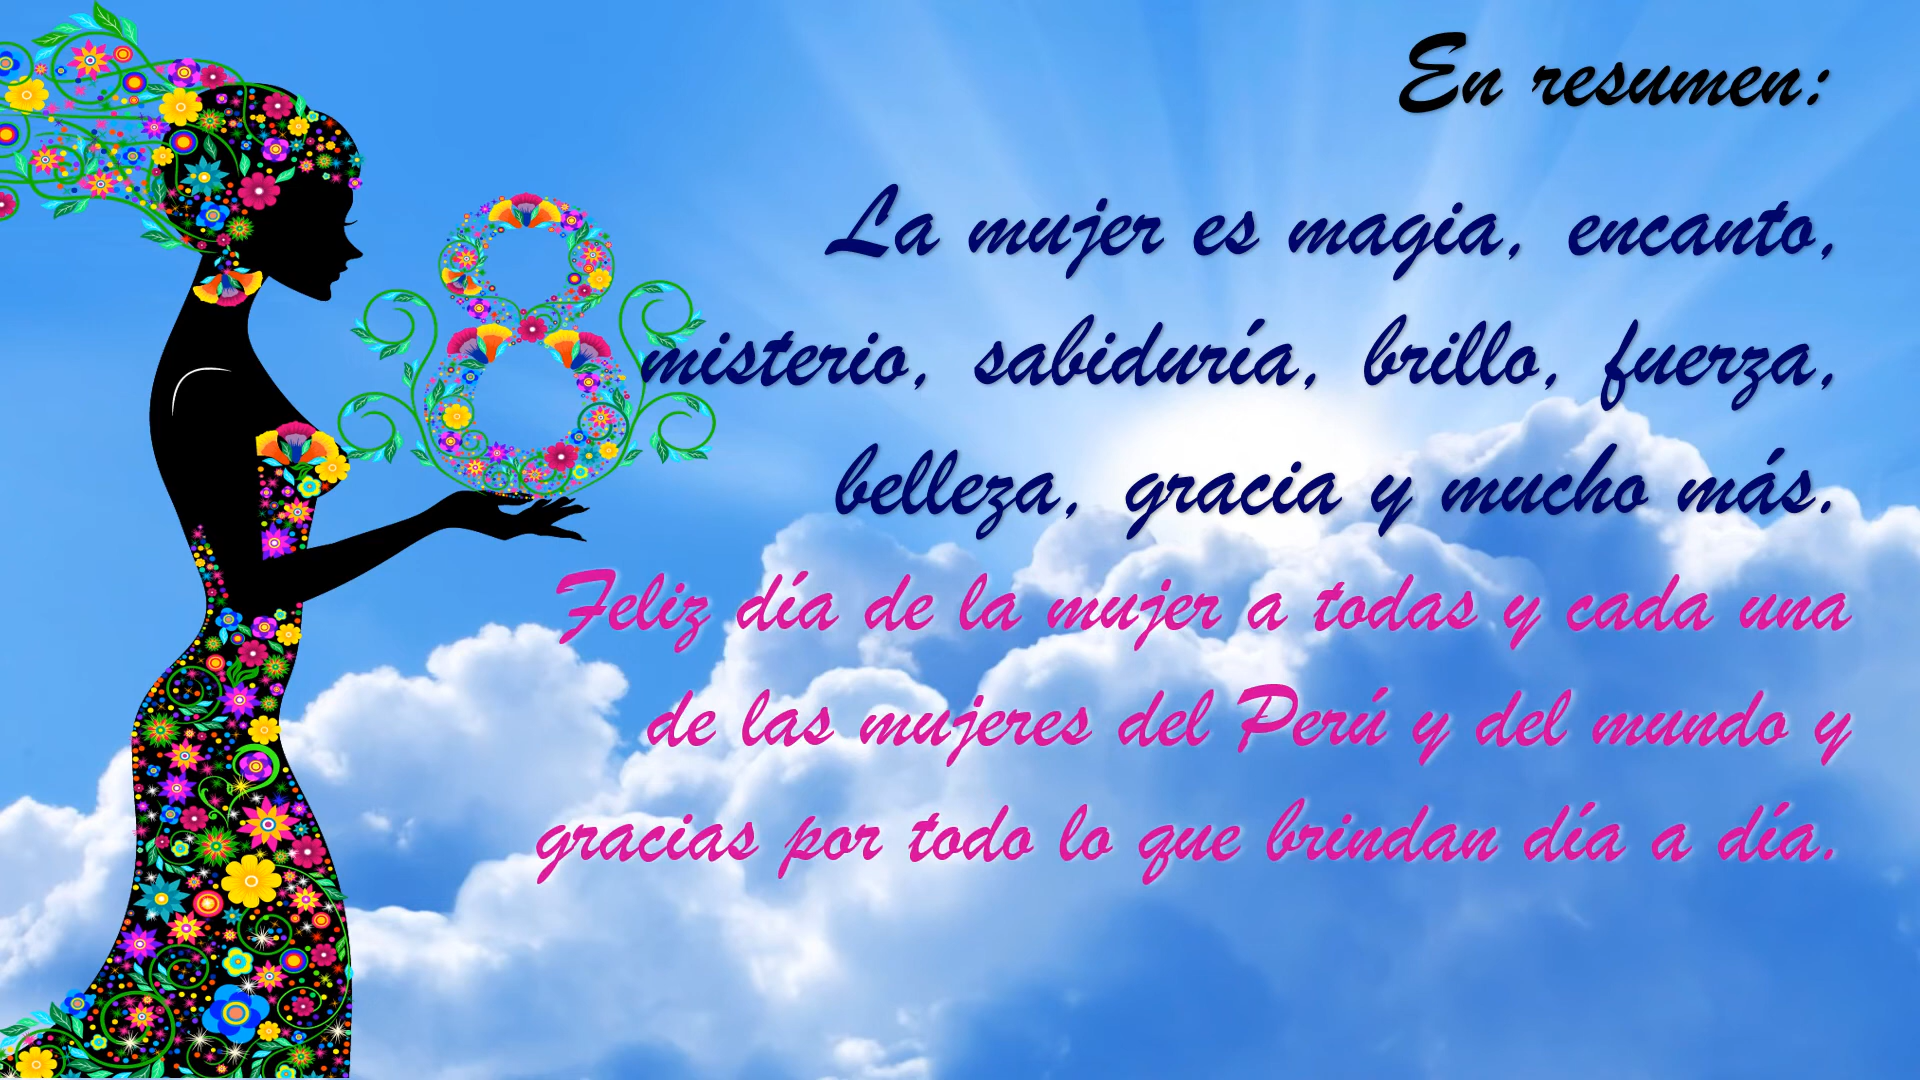 En resumen:
La mujer es magia, encanto,
misterio, sabiduría, brillo, fuerza,
belleza, gracia y mucho más.
Feliz día de la mujer a todas y cada una
de las mujeres del Perú y del mundo y
gracias por todo lo que brindan día a día.
8